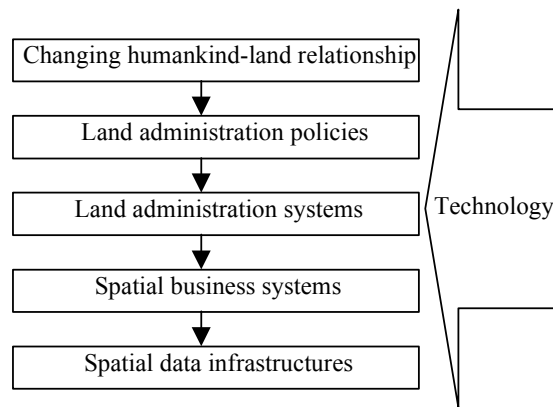 Changing humankind-land relationship
Land administration policies
Land administration systems
Technology
Spatial business systems
Spatial data infrastructures